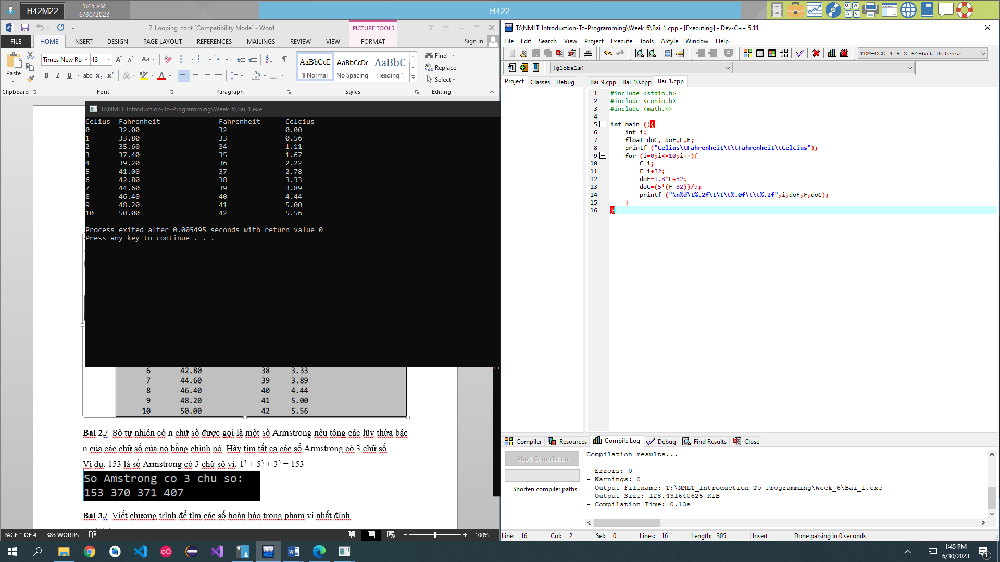 H42M22
1:45 PM
6/30/2023
H422
7_Looping_cont [Compatibility Mode] - Word
PICTURE TOOLS
FILE HOME INSERT DESIGN PAGE LAYOUT REFERENCES MAILINGS REVIEW VIEW FORMAT Sign in
Times New Ro 13
Find
Replace
Select
Paste
AaBbCcD AaBbCcDc AaBbC
¶ Normal No Spacing Heading 1
Clipboard Font Paragraph Styles Editing
T:\NMLT_Introduction-To-Programming\Week_6\Bai_1.exe
Celius Fahrenheit Fahrenheit Celcius
0 32.00 32 0.00
1 33.80 33 0.56
2 35.60 34 1.11
3 37.40 35 1.67
4 39.20 36 2.22
5 41.00 37 2.78
6 42.80 38 3.33
7 44.60 39 3.89
8 46.40 40 4.44
9 48.20 41 5.00
10 50.00 42 5.56
--------------------------------
Process exited after 0.005495 seconds with return value 0
Press any key to continue . . .
6 42.80 38 3.33
7 44.60 39 3.89
8 46.40 40 4.44
9 48.20 41 5.00
10 50.00 42 5.56
Bài 2./ Số tự nhiên có n chữ số được gọi là một số Armstrong nếu tổng các lũy thừa bậc
n của các chữ số của nó bằng chính nó. Hãy tìm tất cả các số Armstrong có 3 chữ số.
Ví dụ: 153 là số Armstrong có 3 chữ số vì: 1³ + 5³ + 3³ = 153
So Amstrong co 3 chu so:
153 370 371 407
Bài 3./ Viết chương trình để tìm các số hoàn hảo trong phạm vi nhất định.
PAGE 1 OF 4 383 WORDS 100%
T:\NMLT_Introduction-To-Programming\Week_6\Bai_1.cpp - [Executing] - Dev-C++ 5.11
File Edit Search View Project Execute Tools AStyle Window Help
TDM-GCC 4.9.2 64-bit Release
(globals)
Project Classes Debug
Bai_9.cpp Bai_10.cpp Bai_1.cpp
1 #include <stdio.h>
2 #include <conio.h>
3 #include <math.h>
4
5 int main (){
6 int i;
7 float doC, doF,C,F;
8 printf ("Celius\tFahrenheit\t\tFahrenheit\tCelcius");
9 for (i=0;i<=10;i++){
10 C=i;
11 F=i+32;
12 doF=1.8*C+32;
13 doC=(5*(F-32))/9;
14 printf ("\n%d\t%.2f\t\t\t%.0f\t\t%.2f",i,doF,F,doC);
15 }
16 }
Compiler Resources Compile Log Debug Find Results Close
Abort Compilation
Shorten compiler paths
Compilation results...
--------
- Errors: 0
- Warnings: 0
- Output Filename: T:\NMLT_Introduction-To-Programming\Week_6\Bai_1.exe
- Output Size: 128.431640625 KiB
- Compilation Time: 0.13s
Line: 16 Col: 2 Sel: 0 Lines: 16 Length: 305 Insert Done parsing in 0 seconds
1:45 PM
6/30/2023